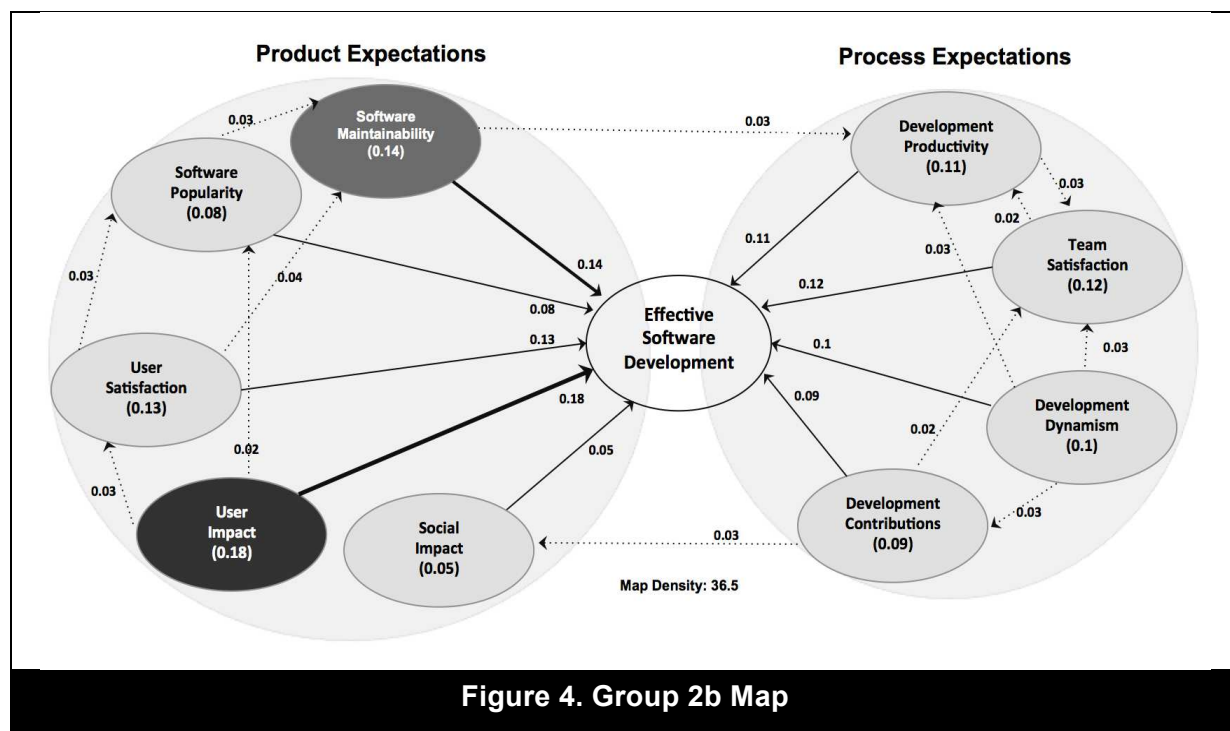 Product Expectations
Process Expectations
0.03
Software
Maintainability
(0.14)
0.03
Development
Productivity
(0.11)
Software
Popularity
(0.08)
0.03
0.02
0.03
0.04
0.14
0.11
0.03
Team
Satisfaction
(0.12)
0.12
0.08
Effective
Software
Development
0.13
0.1
0.03
User
Satisfaction
(0.13)
0.18
0.09
Development
Dynamism
(0.1)
0.02
0.02
0.05
0.03
User
Impact
(0.18)
Social
Impact
(0.05)
Development
Contributions
(0.09)
0.03
0.03
Map Density: 36.5
Figure 4. Group 2b Map